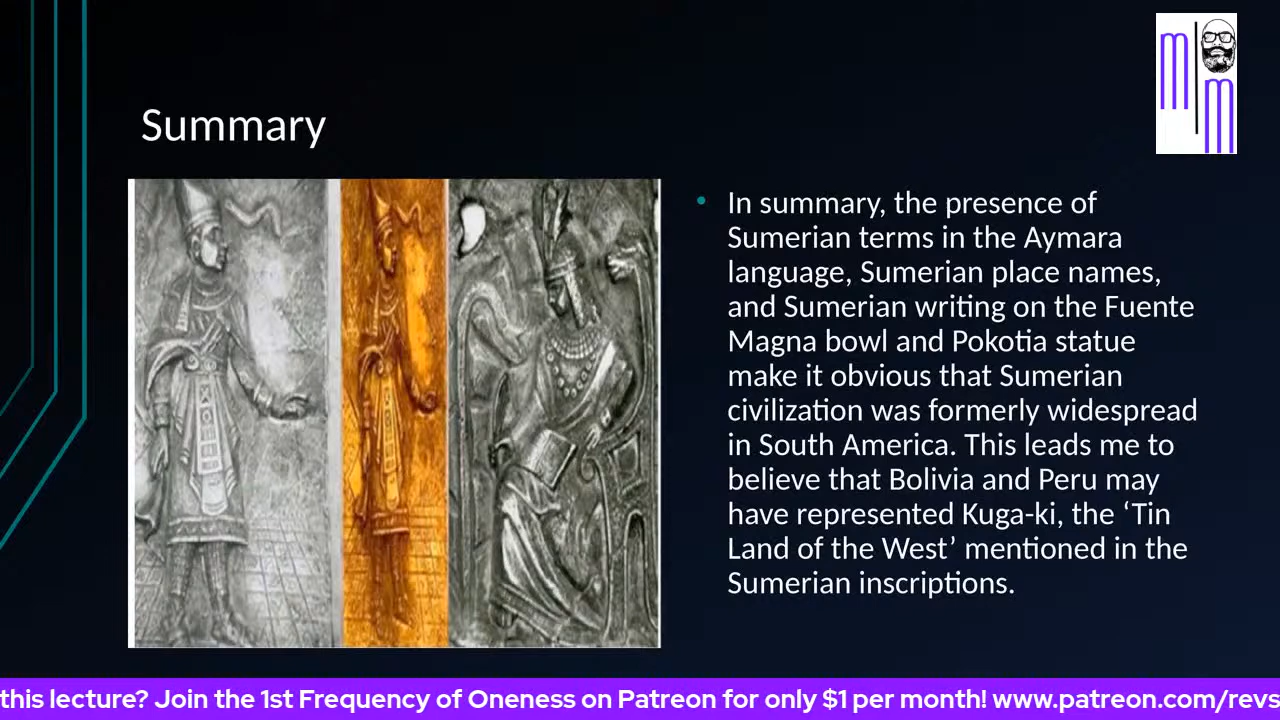 Summary
In summary, the presence of
Sumerian terms in the Aymara
language, Sumerian place names,
and Sumerian writing on the Fuente
Magna bowl and Pokotia statue
make it obvious that Sumerian
civilization was formerly widespread
in South America. This leads me to
believe that Bolivia and Peru may
have represented Kuga-ki, the ‘Tin
Land of the West’ mentioned in the
Sumerian inscriptions.
m
m
this lecture? Join the 1st Frequency of Oneness on Patreon for only $1 per month! www.patreon.com/revs